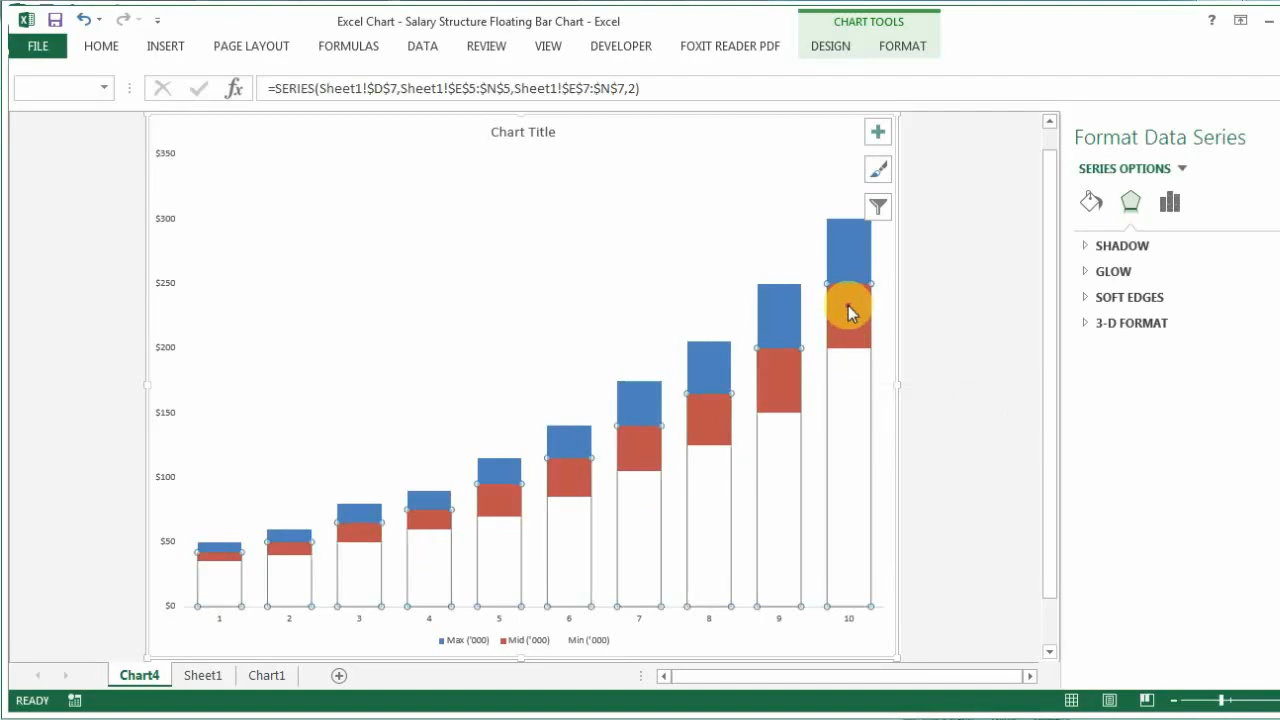 Excel Chart - Salary Structure Floating Bar Chart - Excel
CHART TOOLS
?
FILE HOME INSERT PAGE LAYOUT FORMULAS DATA REVIEW VIEW DEVELOPER FOXIT READER PDF DESIGN FORMAT
fx =SERIES(Sheet1!$D$7,Sheet1!$E$5:$N$5,Sheet1!$E$7:$N$7,2)
Chart Title
$350
$300
$250
$200
$150
$100
$50
$0
1 2 3 4 5 6 7 8 9 10
Max ('000) Mid ('000) Min ('000)
Format Data Series
SERIES OPTIONS
SHADOW
GLOW
SOFT EDGES
3-D FORMAT
Chart4 Sheet1 Chart1
READY